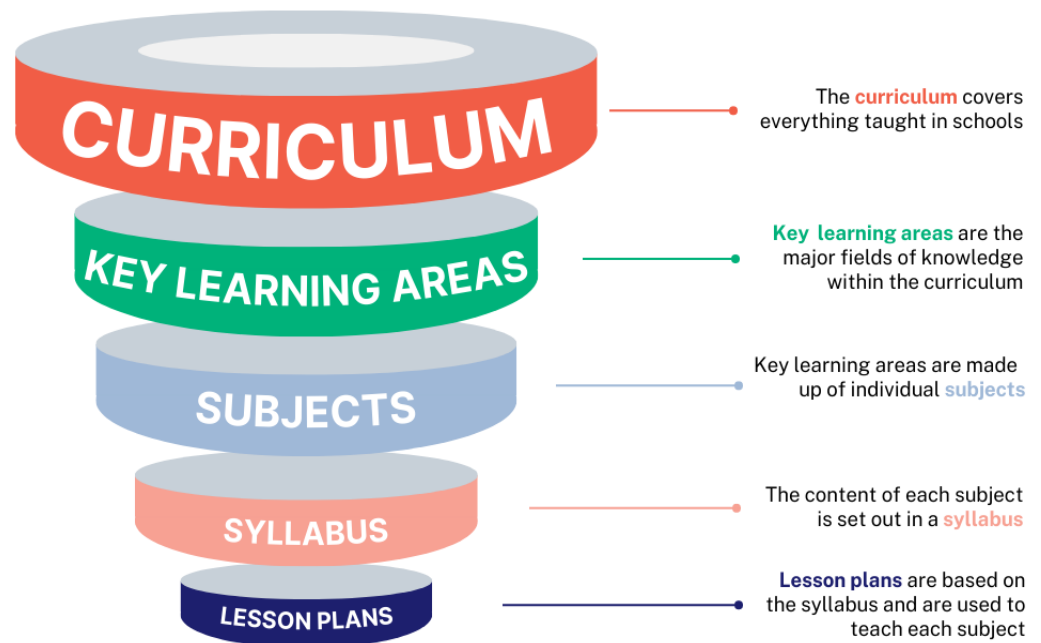 CURRICULUM
The curriculum covers
everything taught in schools
KEY LEARNING AREAS
Key learning areas are the
major fields of knowledge
within the curriculum
SUBJECTS
Key learning areas are made
up of individual subjects
SYLLABUS
The content of each subject
is set out in a syllabus
LESSON PLANS
Lesson plans are based on
the syllabus and are used to
teach each subject